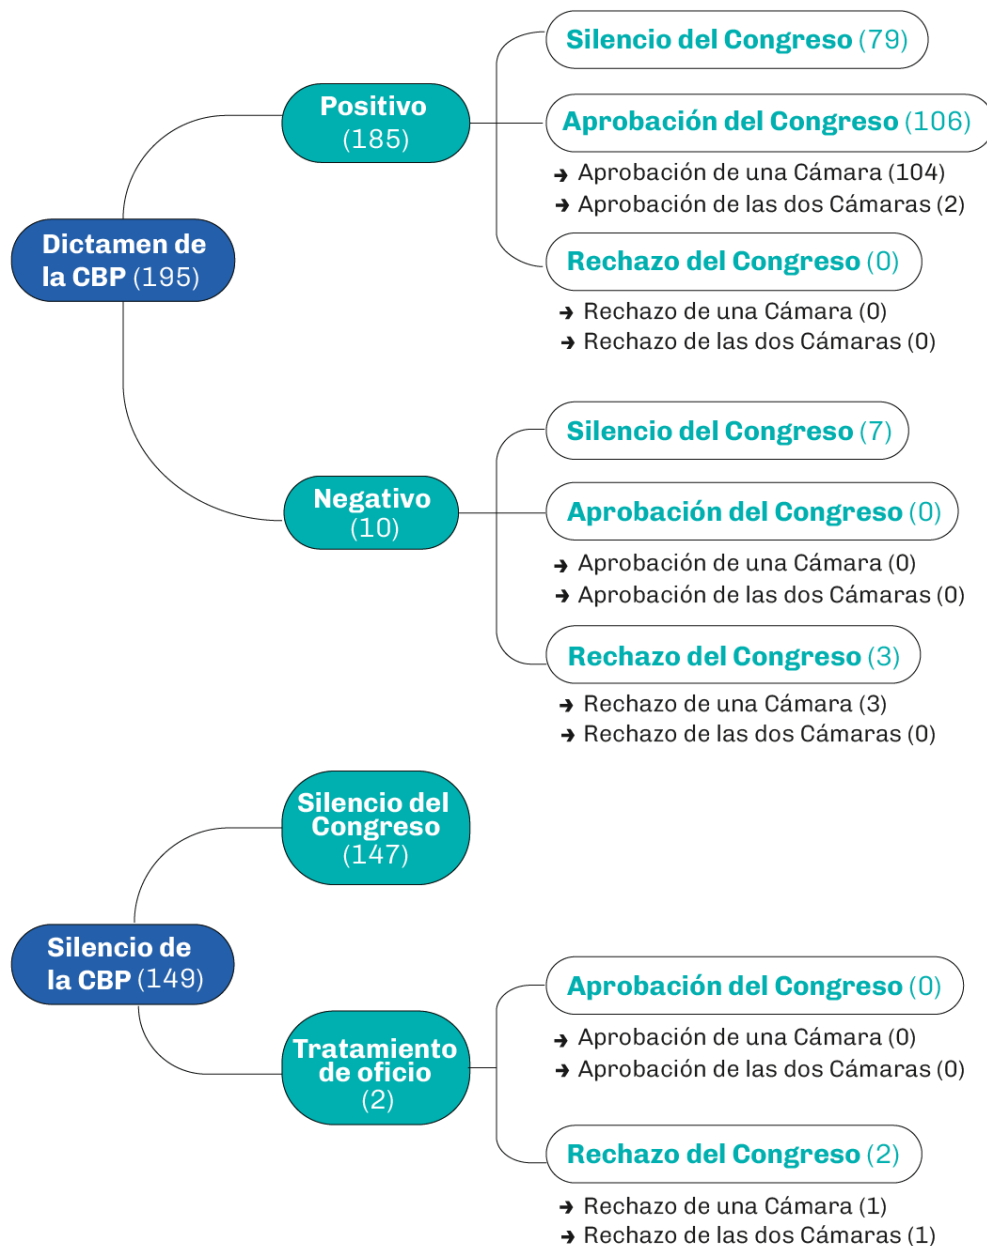 Silencio del Congreso (79)
Positivo
(185)
Aprobación del Congreso (106)
→ Aprobación de una Cámara (104)
→ Aprobación de las dos Cámaras (2)
Dictamen de
la CBP (195)
Rechazo del Congreso (0)
→ Rechazo de una Cámara (0)
→ Rechazo de las dos Cámaras (0)
Silencio del Congreso (7)
Negativo
(10)
Aprobación del Congreso (0)
→ Aprobación de una Cámara (0)
→ Aprobación de las dos Cámaras (0)
Rechazo del Congreso (3)
→ Rechazo de una Cámara (3)
→ Rechazo de las dos Cámaras (0)
Silencio del
Congreso
(147)
Silencio de
la CBP (149)
Aprobación del Congreso (0)
→ Aprobación de una Cámara (0)
→ Aprobación de las dos Cámaras (0)
Tratamiento
de oficio
(2)
Rechazo del Congreso (2)
→ Rechazo de una Cámara (1)
→ Rechazo de las dos Cámaras (1)